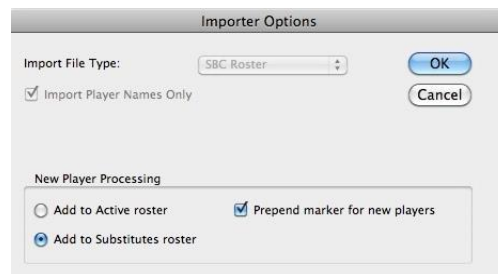 Importer Options
Import File Type: SBC Roster OK
Import Player Names Only Cancel
New Player Processing
Add to Active roster Prepend marker for new players
Add to Substitutes roster